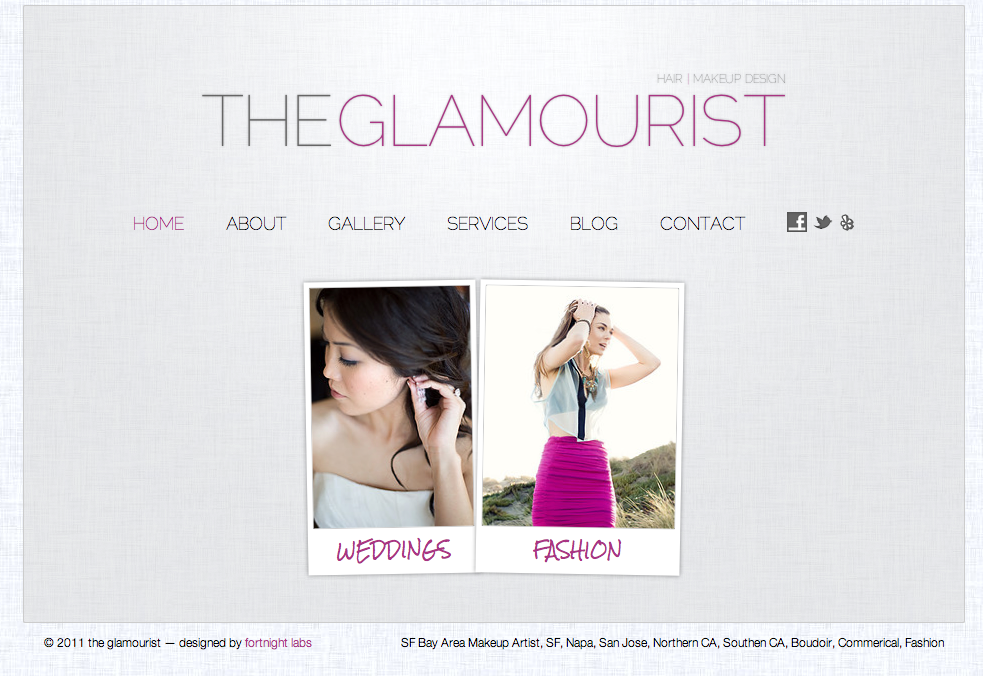 HAIR | MAKEUP DESIGN
THEGLAMOURIST
HOME ABOUT GALLERY SERVICES BLOG CONTACT
WEDDINGS FASHION
© 2011 the glamourist — designed by fortnight labs SF Bay Area Makeup Artist, SF, Napa, San Jose, Northern CA, Southen CA, Boudoir, Commerical, Fashion